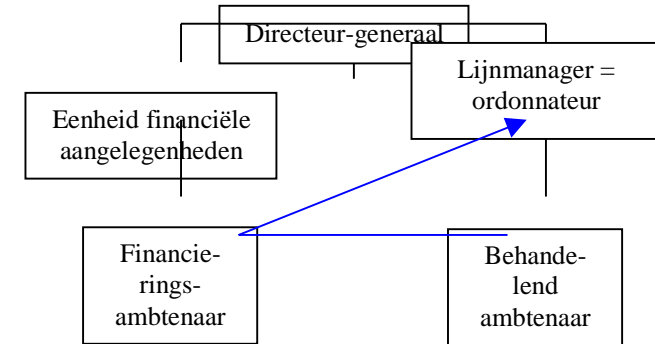 Directeur-generaal
Lijnmanager =
ordonnateur
Eenheid financiële
aangelegenheden
Financie-
rings-
ambtenaar
Behande-
lend
ambtenaar